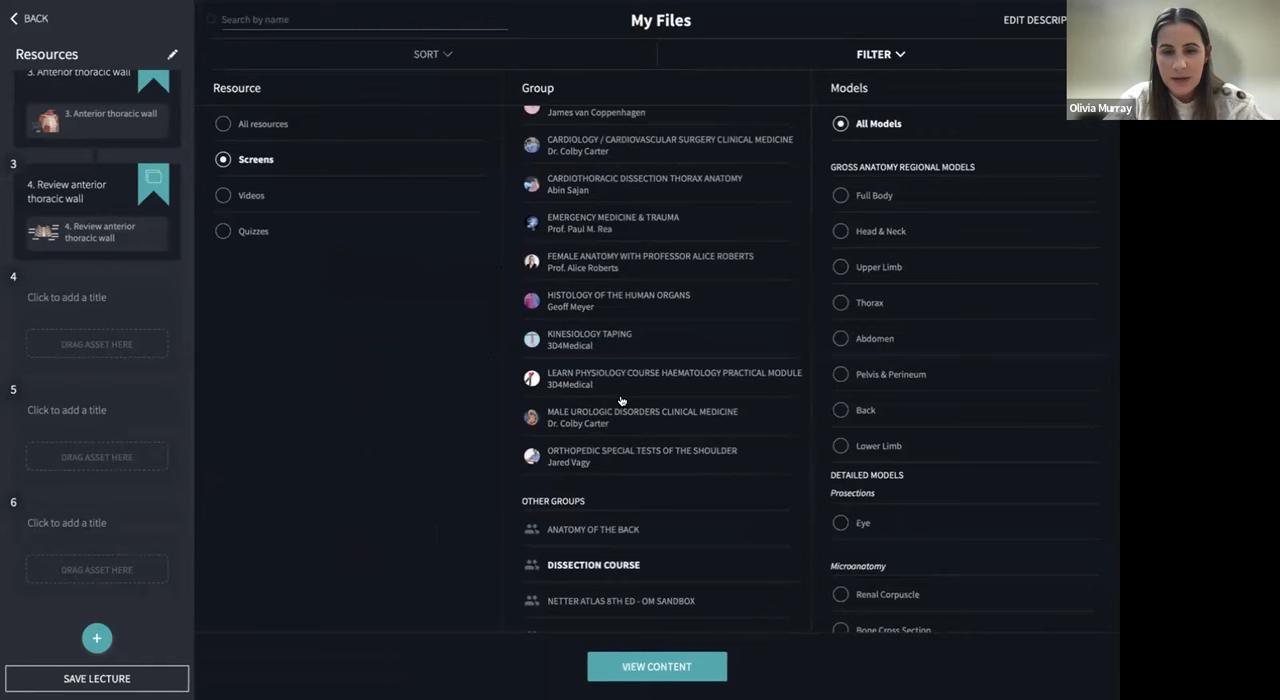 BACK
Search by name
My Files
EDIT DESCRIP
Olivia Murray
Resources
SORT
FILTER
3. Anterior thoracic wall
3. Anterior thoracic wall
3
4. Review anterior
thoracic wall
4. Review anterior
thoracic wall
4
Click to add a title
DRAG ASSET HERE
5
Click to add a title
DRAG ASSET HERE
6
Click to add a title
DRAG ASSET HERE
+
SAVE LECTURE
Resource
All resources
Screens
Videos
Quizzes
Group
James van Coppenhagen
CARDIOLOGY / CARDIOVASCULAR SURGERY CLINICAL MEDICINE
Dr. Colby Carter
CARDIOTHORACIC DISSECTION THORAX ANATOMY
Abin Sajan
EMERGENCY MEDICINE & TRAUMA
Prof. Paul M. Rea
FEMALE ANATOMY WITH PROFESSOR ALICE ROBERTS
Prof. Alice Roberts
HISTOLOGY OF THE HUMAN ORGANS
Geoff Meyer
KINESIOLOGY TAPING
3D4Medical
LEARN PHYSIOLOGY COURSE HAEMATOLOGY PRACTICAL MODULE
3D4Medical
MALE UROLOGIC DISORDERS CLINICAL MEDICINE
Dr. Colby Carter
ORTHOPEDIC SPECIAL TESTS OF THE SHOULDER
Jared Vagy
OTHER GROUPS
ANATOMY OF THE BACK
DISSECTION COURSE
NETTER ATLAS 8TH ED - OM SANDBOX
Models
All Models
GROSS ANATOMY REGIONAL MODELS
Full Body
Head & Neck
Upper Limb
Thorax
Abdomen
Pelvis & Perineum
Back
Lower Limb
DETAILED MODELS
Prosections
Eye
Microanatomy
Renal Corpuscle
Bone Cross Section
VIEW CONTENT